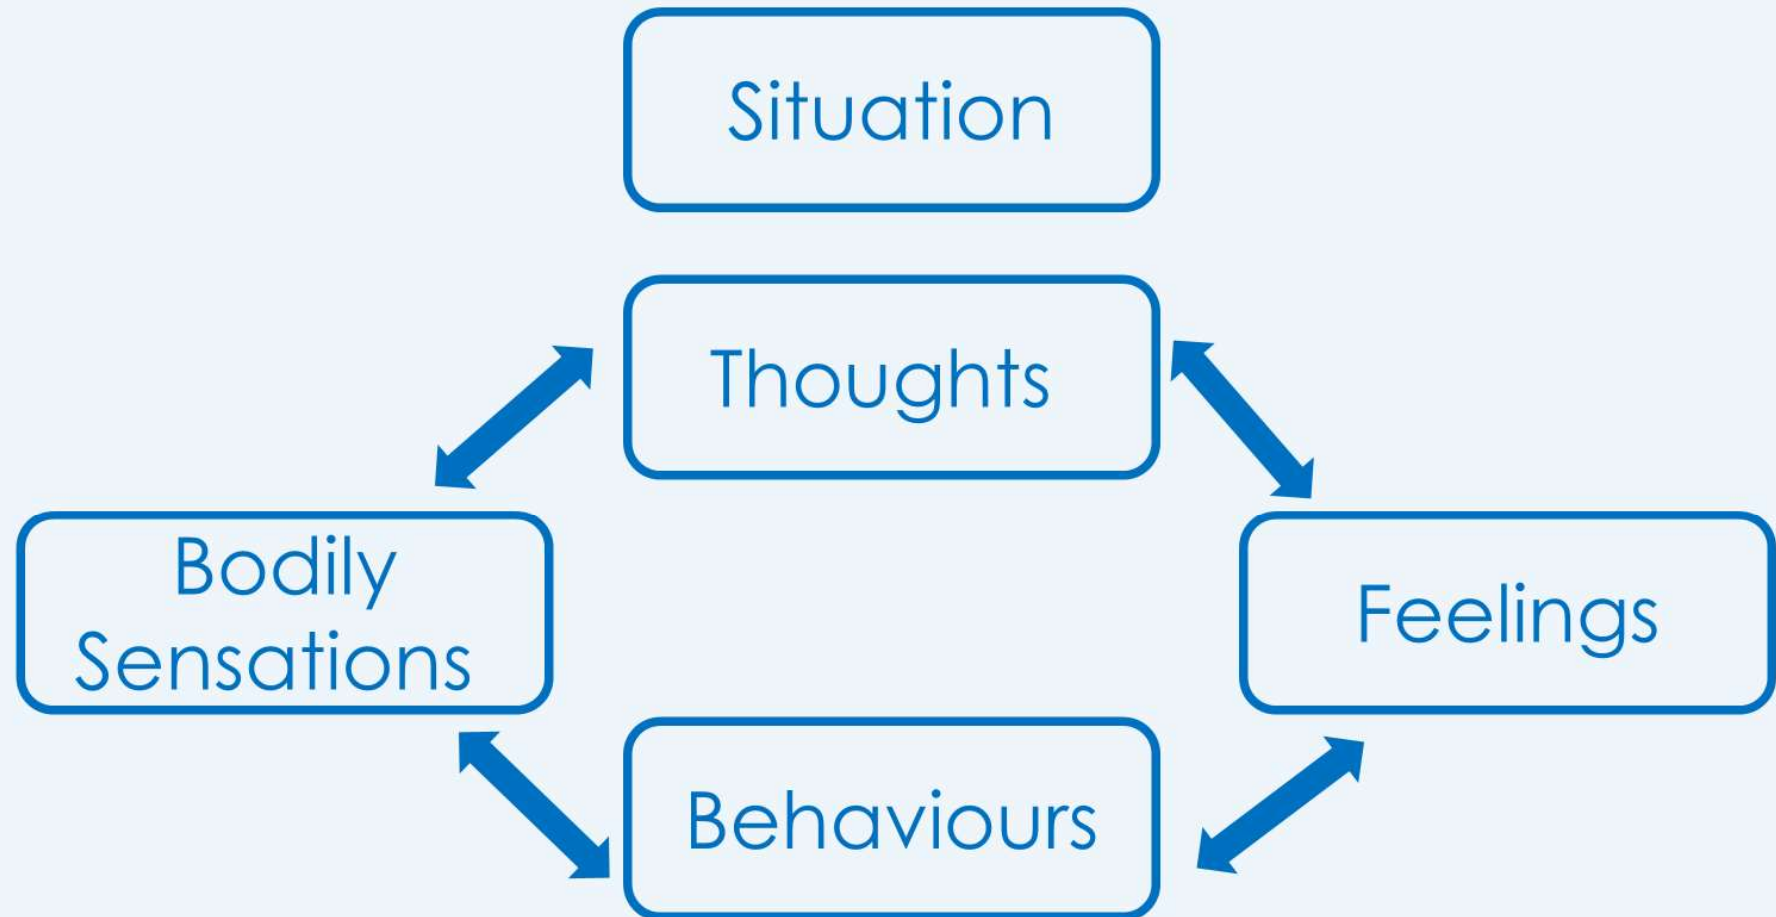 Situation
Thoughts
Bodily
Sensations
Feelings
Behaviours